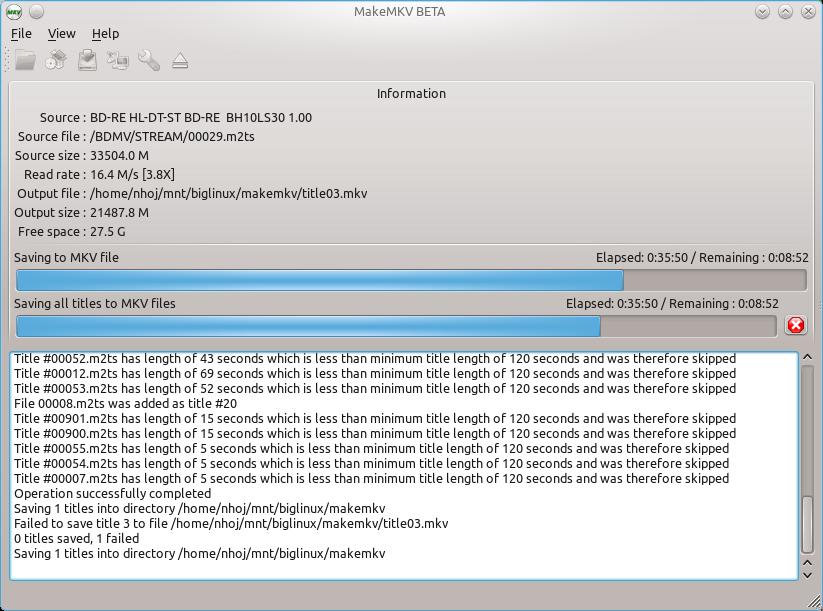 MKV
MakeMKV BETA
File View Help
Information
Source : BD-RE HL-DT-ST BD-RE  BH10LS30 1.00
Source file : /BDMV/STREAM/00029.m2ts
Source size : 33504.0 M
Read rate : 16.4 M/s [3.8X]
Output file : /home/nhoj/mnt/biglinux/makemkv/title03.mkv
Output size : 21487.8 M
Free space : 27.5 G
Saving to MKV file Elapsed: 0:35:50 / Remaining : 0:08:52
Saving all titles to MKV files Elapsed: 0:35:50 / Remaining : 0:08:52
Title #00052.m2ts has length of 43 seconds which is less than minimum title length of 120 seconds and was therefore skipped
Title #00012.m2ts has length of 69 seconds which is less than minimum title length of 120 seconds and was therefore skipped
Title #00053.m2ts has length of 52 seconds which is less than minimum title length of 120 seconds and was therefore skipped
File 00008.m2ts was added as title #20
Title #00901.m2ts has length of 15 seconds which is less than minimum title length of 120 seconds and was therefore skipped
Title #00900.m2ts has length of 15 seconds which is less than minimum title length of 120 seconds and was therefore skipped
Title #00055.m2ts has length of 5 seconds which is less than minimum title length of 120 seconds and was therefore skipped
Title #00054.m2ts has length of 5 seconds which is less than minimum title length of 120 seconds and was therefore skipped
Title #00007.m2ts has length of 5 seconds which is less than minimum title length of 120 seconds and was therefore skipped
Operation successfully completed
Saving 1 titles into directory /home/nhoj/mnt/biglinux/makemkv
Failed to save title 3 to file /home/nhoj/mnt/biglinux/makemkv/title03.mkv
0 titles saved, 1 failed
Saving 1 titles into directory /home/nhoj/mnt/biglinux/makemkv